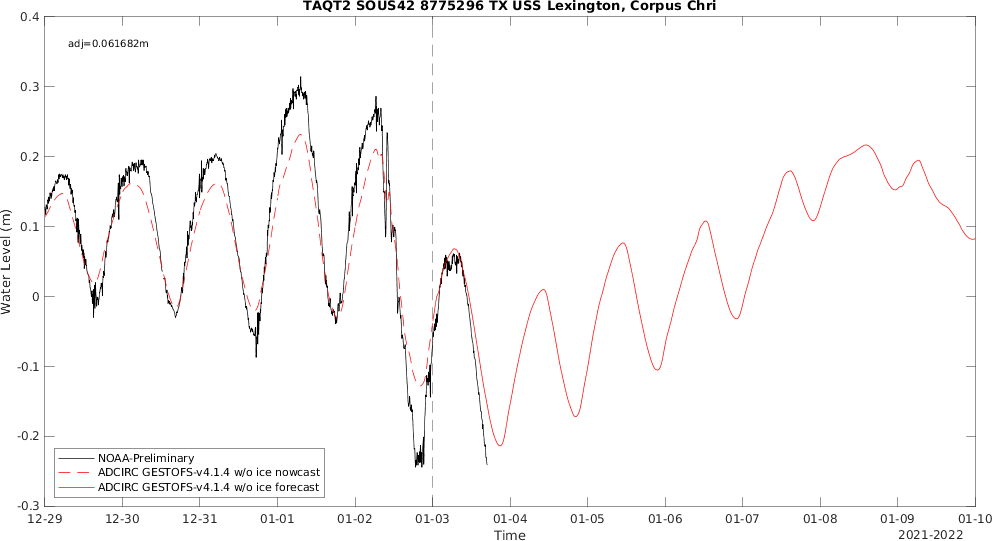 TAQT2 SOUS42 8775296 TX USS Lexington, Corpus Chri
adj=0.061682m
0.4
0.3
0.2
0.1
0
-0.1
-0.2
-0.3
Water Level (m)
NOAA-Preliminary
ADCIRC GESTOFS-v4.1.4 w/o ice nowcast
ADCIRC GESTOFS-v4.1.4 w/o ice forecast
12-29 12-30 12-31 01-01 01-02 01-03 01-04 01-05 01-06 01-07 01-08 01-09 01-10
Time
2021-2022